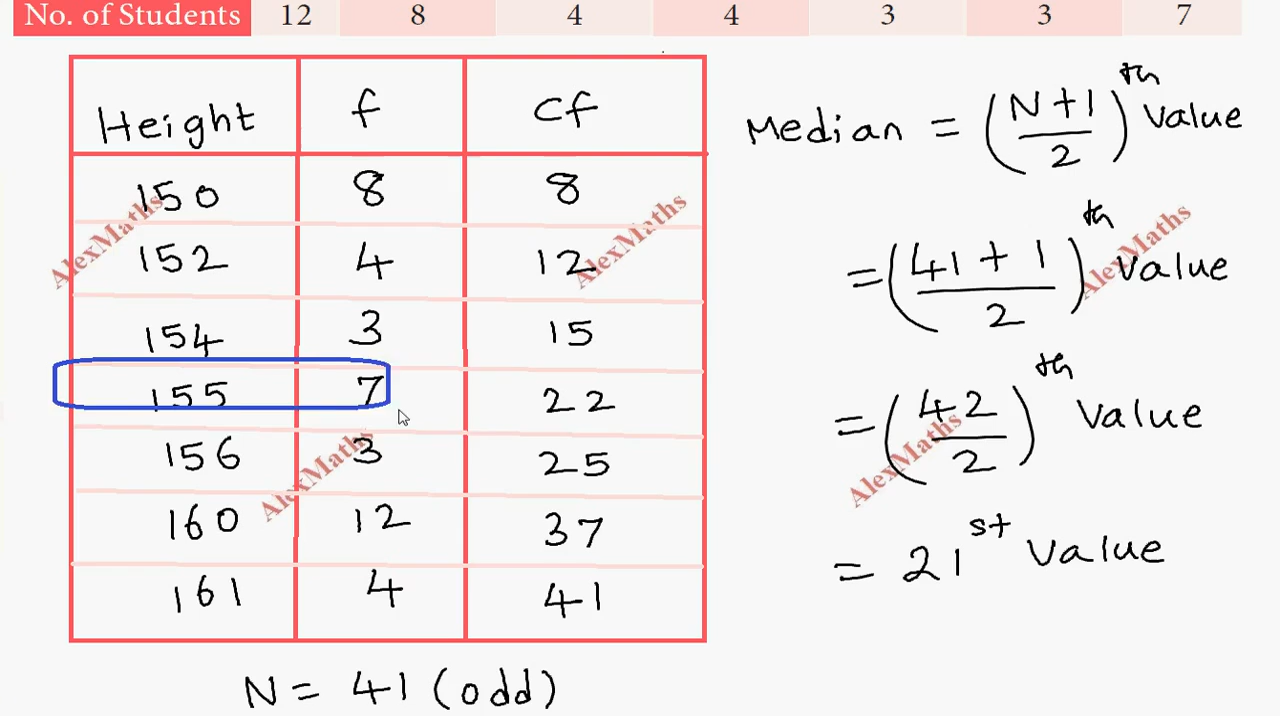 No. of Students 12 8 4 4 3 3 7
Height f cf
150 8 8
152 4 12
154 3 15
155 7 22
156 3 25
160 12 37
161 4 41
N = 41 (odd)
Median = (N+1/2)th Value
= (41+1/2)th Value
= (42/2)th Value
= 21st Value
AlexMaths
AlexMaths
AlexMaths
AlexMaths
AlexMaths